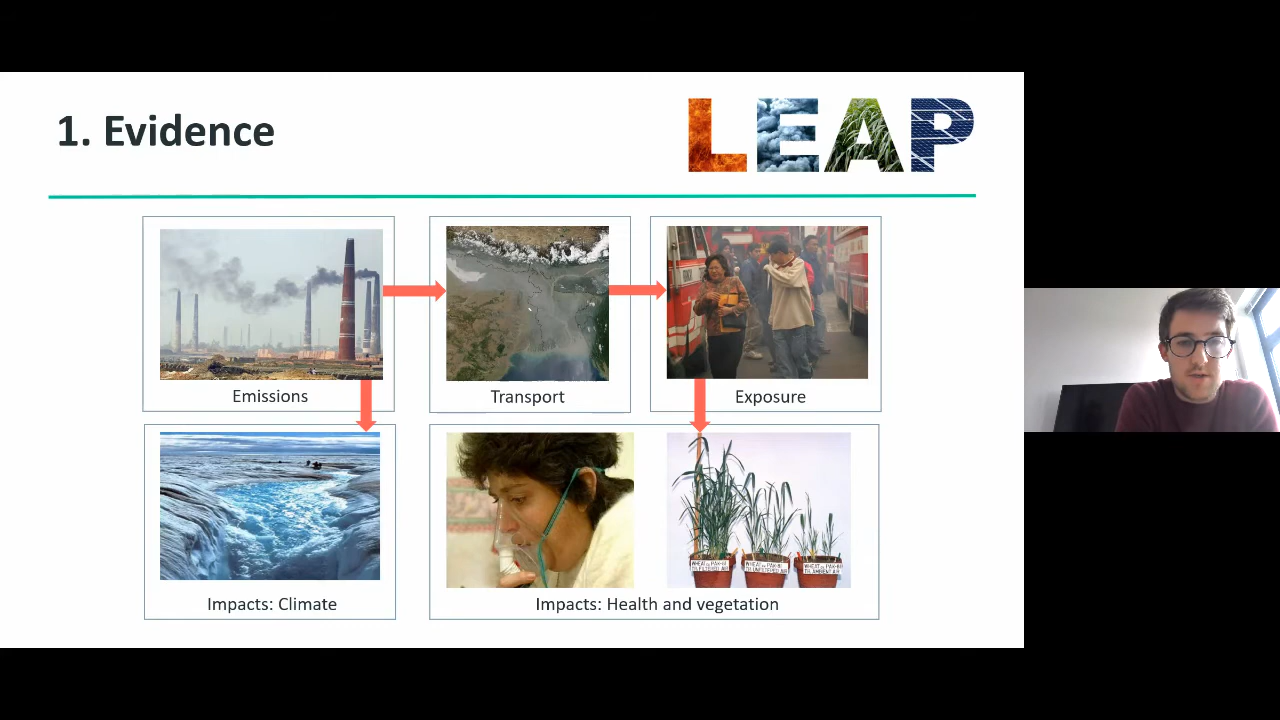 1. Evidence
LEAP
Emissions
Transport
Exposure
Impacts: Climate
Impacts: Health and vegetation